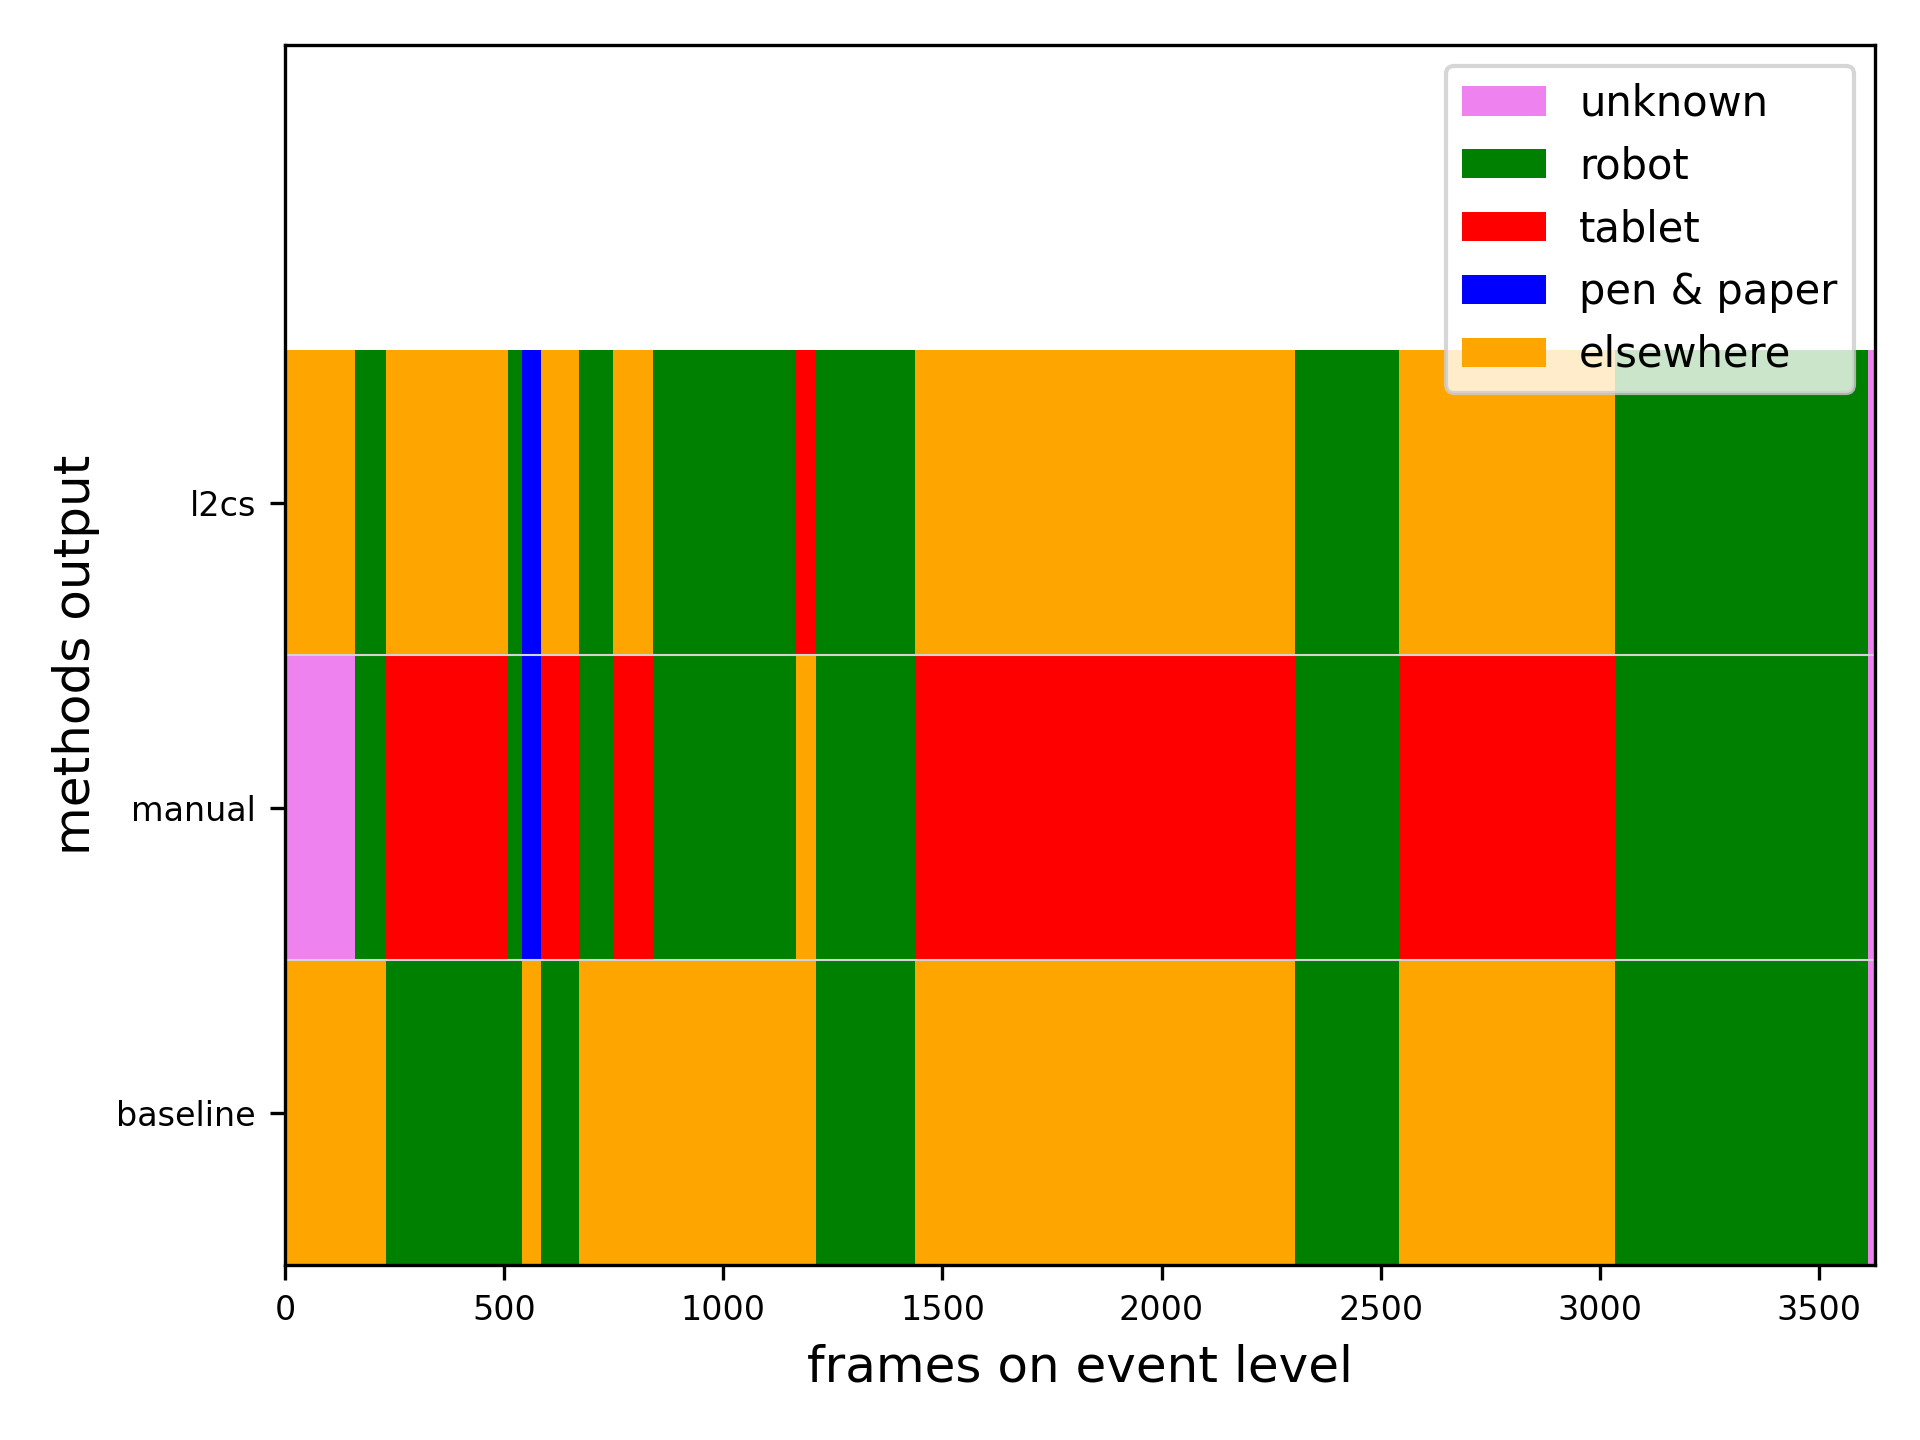 unknown
robot
tablet
pen & paper
elsewhere
methods output
l2cs
manual
baseline
0 500 1000 1500 2000 2500 3000 3500
frames on event level